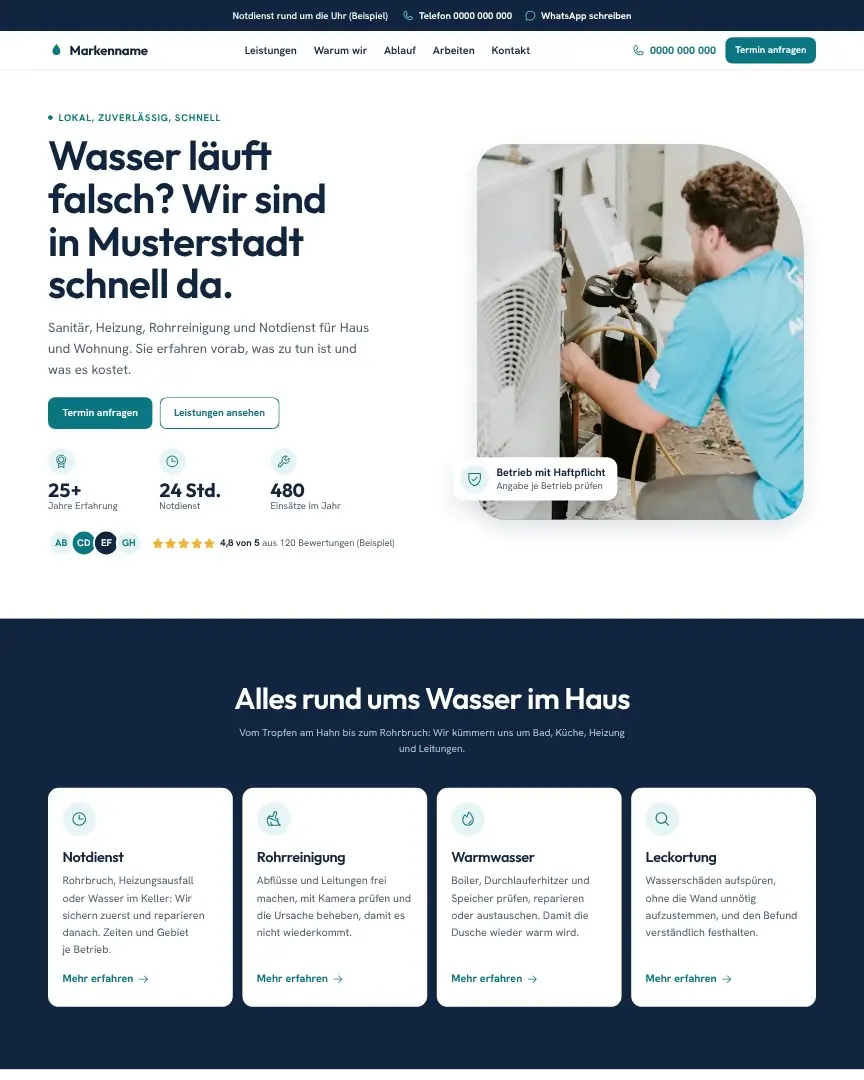 Notdienst rund um die Uhr (Beispiel) Telefon 0000 000 000 WhatsApp schreiben
Markenname Leistungen Warum wir Ablauf Arbeiten Kontakt 0000 000 000 Termin anfragen
LOKAL, ZUVERLÄSSIG, SCHNELL
Wasser läuft
falsch? Wir sind
in Musterstadt
schnell da.
Sanitär, Heizung, Rohrreinigung und Notdienst für Haus
und Wohnung. Sie erfahren vorab, was zu tun ist und
was es kostet.
Termin anfragen Leistungen ansehen
25+ 24 Std. 480
Jahre Erfahrung Notdienst Einsätze im Jahr
AB CD EF GH 4,8 von 5 aus 120 Bewertungen (Beispiel)
Betrieb mit Haftpflicht
Angabe je Betrieb prüfen
Alles rund ums Wasser im Haus
Vom Tropfen am Hahn bis zum Rohrbruch: Wir kümmern uns um Bad, Küche, Heizung
und Leitungen.
Notdienst
Rohrbruch, Heizungsausfall
oder Wasser im Keller: Wir
sichern zuerst und reparieren
danach. Zeiten und Gebiet
je Betrieb.
Mehr erfahren
Rohrreinigung
Abflüsse und Leitungen frei
machen, mit Kamera prüfen und
die Ursache beheben, damit es
nicht wiederkommt.
Mehr erfahren
Warmwasser
Boiler, Durchlauferhitzer und
Speicher prüfen, reparieren
oder austauschen. Damit die
Dusche wieder warm wird.
Mehr erfahren
Leckortung
Wasserschäden aufspüren,
ohne die Wand unnötig
aufzustemmen, und den Befund
verständlich festhalten.
Mehr erfahren